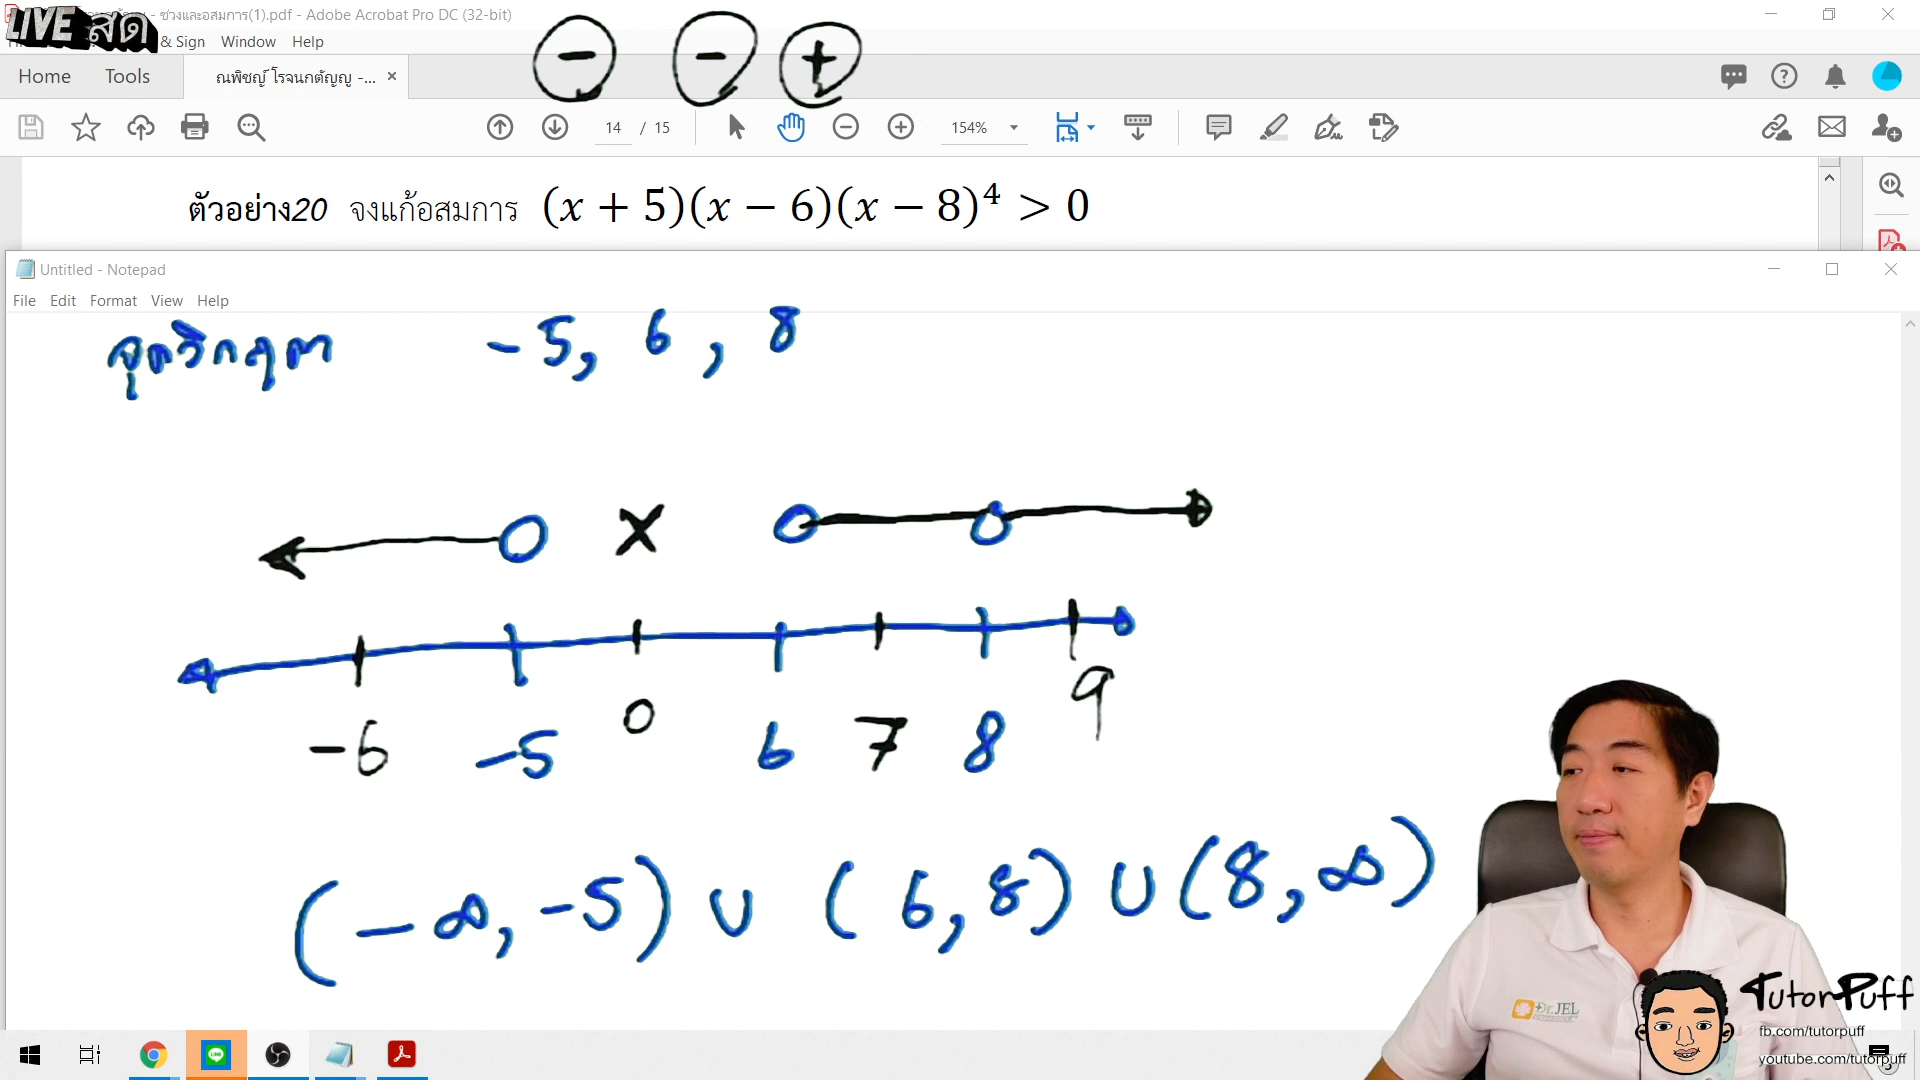 LIVE สด - ช่วงและอสมการ(1).pdf - Adobe Acrobat Pro DC (32-bit)
& Sign Window Help
Home Tools ณพิชญ์ โรจนกตัญญู -... ×
- - +
14 / 15 154%
ตัวอย่าง20 จงแก้อสมการ (x + 5)(x − 6)(x − 8)⁴ > 0
Untitled - Notepad
File Edit Format View Help
จุดวิกฤต -5, 6, 8
X
-6 -5 0 6 7 8 9
(-∞, -5) ∪ (6, 8) ∪ (8, ∞)
Dr.JEL
TutorPuff
fb.com/tutorpuff
youtube.com/tutorpuff